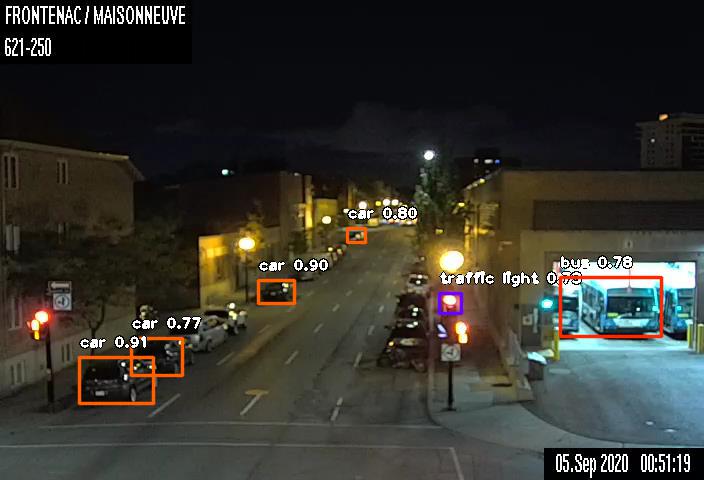 FRONTENAC / MAISONNEUVE
621-250
car 0.80
car 0.90
bus 0.78
traffic light 0.73
car 0.77
car 0.91
05.Sep 2020 00:51:19